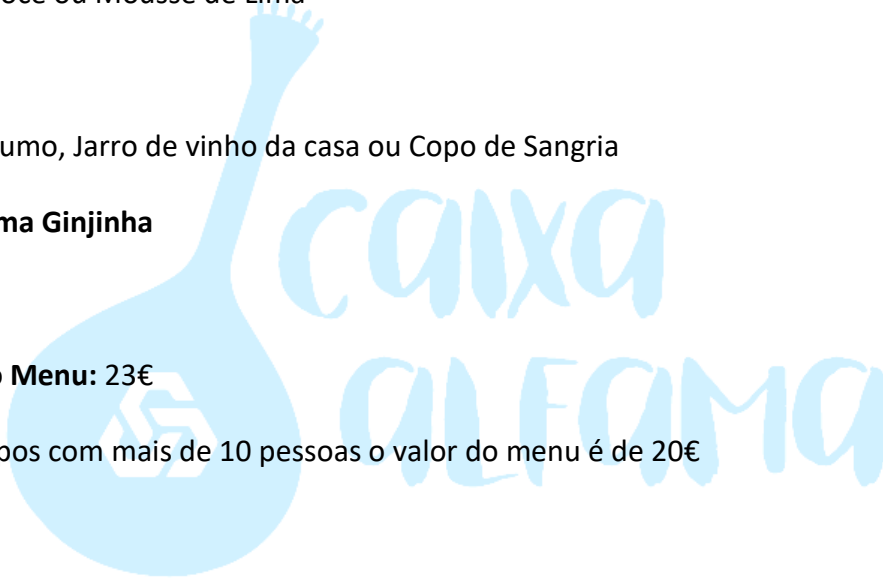 ou Mousse de Lima
umo, Jarro de vinho da casa ou Copo de Sangria
ma Ginjinha
o Menu: 23€
pos com mais de 10 pessoas o valor do menu é de 20€
caixa
ALFAMA